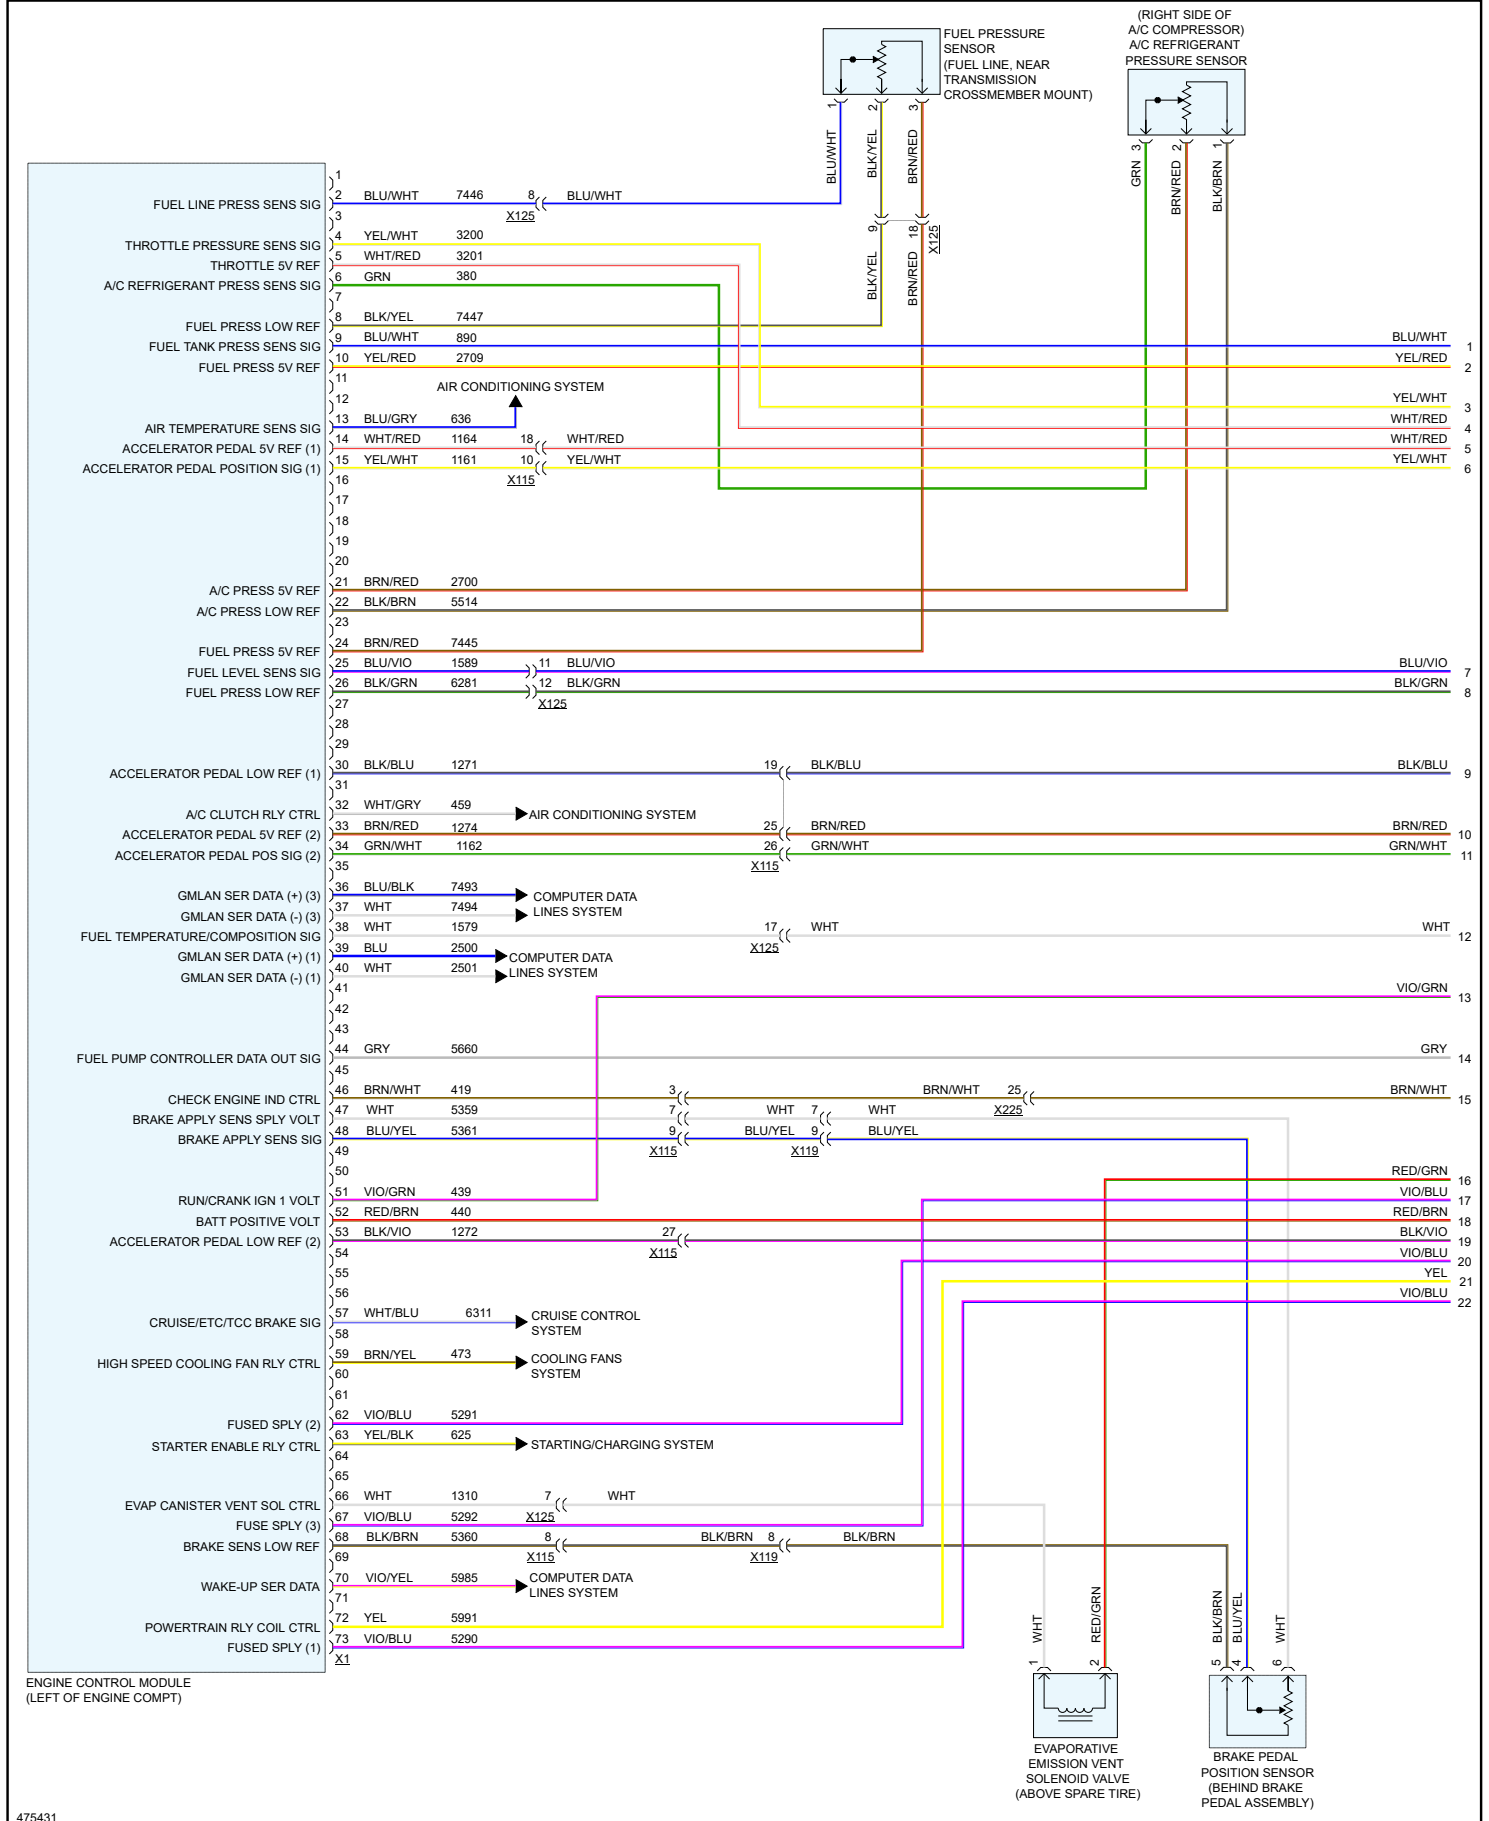 (RIGHT SIDE OF
A/C COMPRESSOR)
A/C REFRIGERANT
PRESSURE SENSOR
FUEL PRESSURE
SENSOR
(FUEL LINE, NEAR
TRANSMISSION
CROSSMEMBER MOUNT)
1 2 3
BLU/WHT BLK/YEL BRN/RED
3 2 1
GRN BRN/RED BLK/BRN
9 18 X125
BLK/YEL BRN/RED
1
FUEL LINE PRESS SENS SIG 2 BLU/WHT 7446 8 BLU/WHT
X125
3
THROTTLE PRESSURE SENS SIG 4 YEL/WHT 3200
THROTTLE 5V REF 5 WHT/RED 3201
A/C REFRIGERANT PRESS SENS SIG 6 GRN 380
7
FUEL PRESS LOW REF 8 BLK/YEL 7447
FUEL TANK PRESS SENS SIG 9 BLU/WHT 890 BLU/WHT 1
FUEL PRESS 5V REF 10 YEL/RED 2709 YEL/RED 2
11
AIR CONDITIONING SYSTEM
12 YEL/WHT 3
AIR TEMPERATURE SENS SIG 13 BLU/GRY 636 WHT/RED 4
ACCELERATOR PEDAL 5V REF (1) 14 WHT/RED 1164 18 WHT/RED WHT/RED 5
ACCELERATOR PEDAL POSITION SIG (1) 15 YEL/WHT 1161 10 YEL/WHT YEL/WHT 6
16 X115
17
18
19
20
A/C PRESS 5V REF 21 BRN/RED 2700
A/C PRESS LOW REF 22 BLK/BRN 5514
23
FUEL PRESS 5V REF 24 BRN/RED 7445
FUEL LEVEL SENS SIG 25 BLU/VIO 1589 11 BLU/VIO BLU/VIO 7
FUEL PRESS LOW REF 26 BLK/GRN 6281 12 BLK/GRN BLK/GRN 8
27 X125
28
29
ACCELERATOR PEDAL LOW REF (1) 30 BLK/BLU 1271 19 BLK/BLU BLK/BLU 9
31
A/C CLUTCH RLY CTRL 32 WHT/GRY 459 AIR CONDITIONING SYSTEM
ACCELERATOR PEDAL 5V REF (2) 33 BRN/RED 1274 25 BRN/RED BRN/RED 10
ACCELERATOR PEDAL POS SIG (2) 34 GRN/WHT 1162 26 GRN/WHT GRN/WHT 11
35 X115
GMLAN SER DATA (+) (3) 36 BLU/BLK 7493 COMPUTER DATA
GMLAN SER DATA (-) (3) 37 WHT 7494 LINES SYSTEM
FUEL TEMPERATURE/COMPOSITION SIG 38 WHT 1579 17 WHT WHT 12
X125
GMLAN SER DATA (+) (1) 39 BLU 2500 COMPUTER DATA
GMLAN SER DATA (-) (1) 40 WHT 2501 LINES SYSTEM
41 VIO/GRN 13
42
43
FUEL PUMP CONTROLLER DATA OUT SIG 44 GRY 5660 GRY 14
45
CHECK ENGINE IND CTRL 46 BRN/WHT 419 3 BRN/WHT 25 BRN/WHT 15
X225
BRAKE APPLY SENS SPLY VOLT 47 WHT 5359 7 WHT 7 WHT
BRAKE APPLY SENS SIG 48 BLU/YEL 5361 9 BLU/YEL 9 BLU/YEL
49 X115 X119
50 RED/GRN 16
RUN/CRANK IGN 1 VOLT 51 VIO/GRN 439 VIO/BLU 17
BATT POSITIVE VOLT 52 RED/BRN 440 RED/BRN 18
ACCELERATOR PEDAL LOW REF (2) 53 BLK/VIO 1272 27 BLK/VIO 19
54 X115 VIO/BLU 20
55 YEL 21
56 VIO/BLU 22
CRUISE/ETC/TCC BRAKE SIG 57 WHT/BLU 6311 CRUISE CONTROL
SYSTEM
58
HIGH SPEED COOLING FAN RLY CTRL 59 BRN/YEL 473 COOLING FANS
SYSTEM
60
61
FUSED SPLY (2) 62 VIO/BLU 5291
STARTER ENABLE RLY CTRL 63 YEL/BLK 625 STARTING/CHARGING SYSTEM
64
65
EVAP CANISTER VENT SOL CTRL 66 WHT 1310 7 WHT
X125
FUSE SPLY (3) 67 VIO/BLU 5292
BRAKE SENS LOW REF 68 BLK/BRN 5360 8 BLK/BRN 8 BLK/BRN
69 X115 X119
WAKE-UP SER DATA 70 VIO/YEL 5985 COMPUTER DATA
LINES SYSTEM
71
POWERTRAIN RLY COIL CTRL 72 YEL 5991
FUSED SPLY (1) 73 VIO/BLU 5290
X1
WHT RED/GRN BLK/BRN BLU/YEL WHT
1 2 5 4 6
ENGINE CONTROL MODULE
(LEFT OF ENGINE COMPT)
EVAPORATIVE
EMISSION VENT
SOLENOID VALVE
(ABOVE SPARE TIRE)
BRAKE PEDAL
POSITION SENSOR
(BEHIND BRAKE
PEDAL ASSEMBLY)
475431